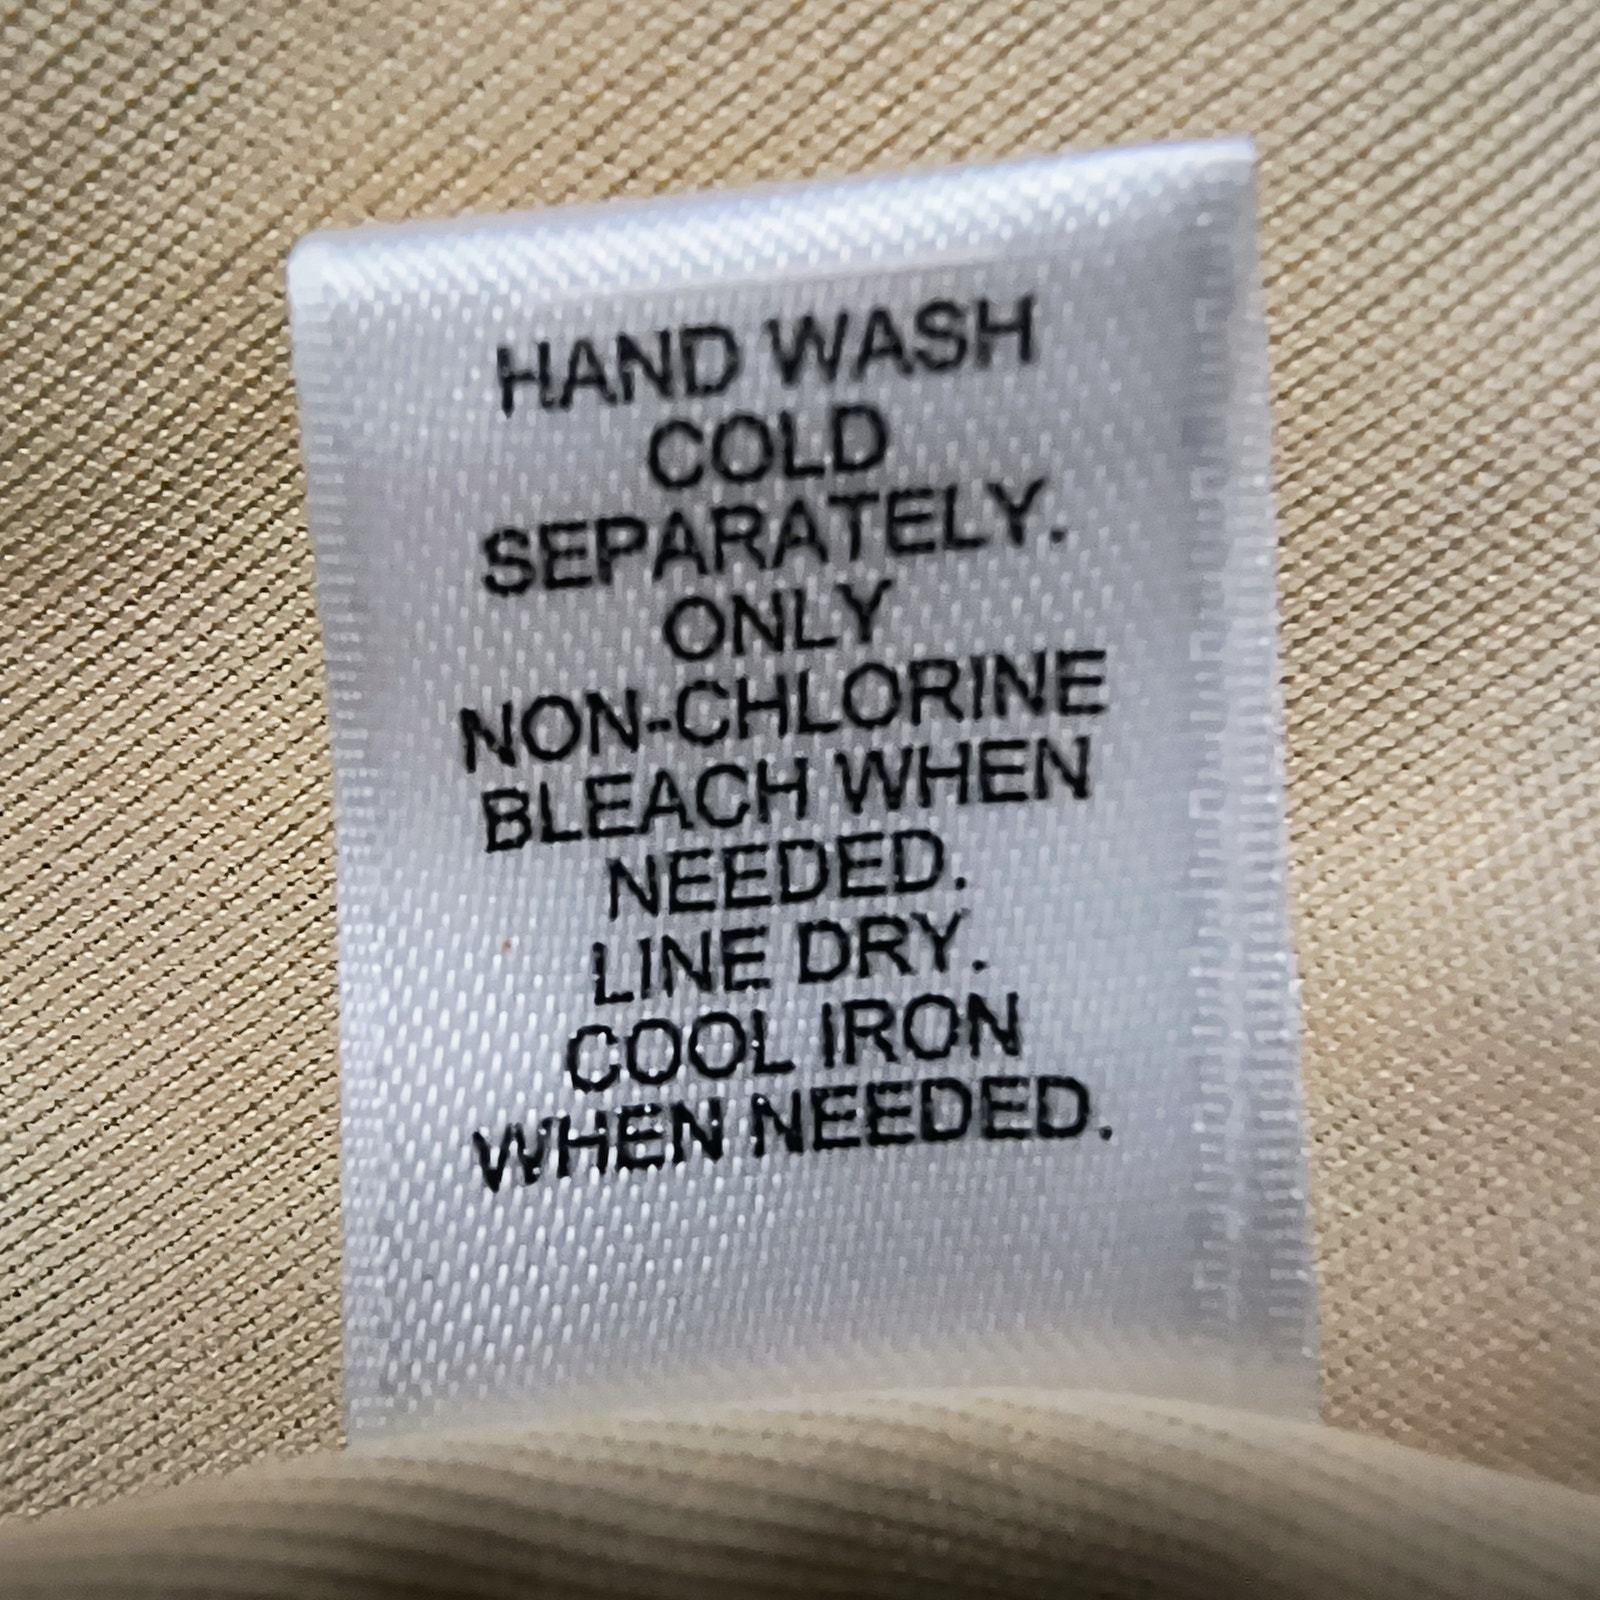 HAND WASH
COLD
SEPARATELY.
ONLY
NON-CHLORINE
BLEACH WHEN
NEEDED.
LINE DRY.
COOL IRON
WHEN NEEDED.